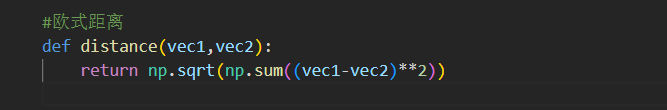 #欧式距离
def distance(vec1,vec2):
    return np.sqrt(np.sum((vec1-vec2)**2))